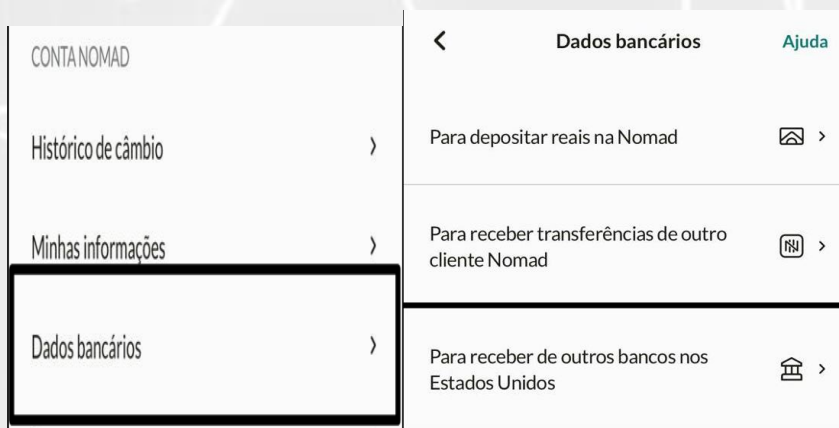 CONTA NOMAD
Histórico de câmbio
Minhas informações
Dados bancários
Dados bancários
Ajuda
Para depositar reais na Nomad
Para receber transferências de outro
cliente Nomad
Para receber de outros bancos nos
Estados Unidos